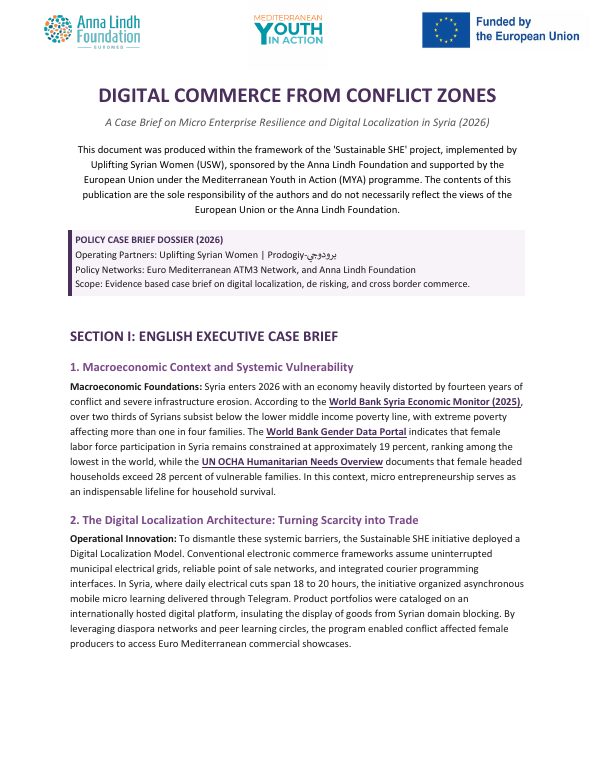 Anna Lindh
Foundation
EUROMED
MEDITERRANEAN
YOUTH
IN ACTION
Funded by
the European Union
DIGITAL COMMERCE FROM CONFLICT ZONES
A Case Brief on Micro Enterprise Resilience and Digital Localization in Syria (2026)
This document was produced within the framework of the 'Sustainable SHE' project, implemented by
Uplifting Syrian Women (USW), sponsored by the Anna Lindh Foundation and supported by the
European Union under the Mediterranean Youth in Action (MYA) programme. The contents of this
publication are the sole responsibility of the authors and do not necessarily reflect the views of the
European Union or the Anna Lindh Foundation.
POLICY CASE BRIEF DOSSIER (2026)
Operating Partners: Uplifting Syrian Women | Prodogiy-برودوجي
Policy Networks: Euro Mediterranean ATM3 Network, and Anna Lindh Foundation
Scope: Evidence based case brief on digital localization, de risking, and cross border commerce.
SECTION I: ENGLISH EXECUTIVE CASE BRIEF
1. Macroeconomic Context and Systemic Vulnerability
Macroeconomic Foundations: Syria enters 2026 with an economy heavily distorted by fourteen years of
conflict and severe infrastructure erosion. According to the World Bank Syria Economic Monitor (2025),
over two thirds of Syrians subsist below the lower middle income poverty line, with extreme poverty
affecting more than one in four families. The World Bank Gender Data Portal indicates that female
labor force participation in Syria remains constrained at approximately 19 percent, ranking among the
lowest in the world, while the UN OCHA Humanitarian Needs Overview documents that female headed
households exceed 28 percent of vulnerable families. In this context, micro entrepreneurship serves as
an indispensable lifeline for household survival.
2. The Digital Localization Architecture: Turning Scarcity into Trade
Operational Innovation: To dismantle these systemic barriers, the Sustainable SHE initiative deployed a
Digital Localization Model. Conventional electronic commerce frameworks assume uninterrupted
municipal electrical grids, reliable point of sale networks, and integrated courier programming
interfaces. In Syria, where daily electrical cuts span 18 to 20 hours, the initiative organized asynchronous
mobile micro learning delivered through Telegram. Product portfolios were cataloged on an
internationally hosted digital platform, insulating the display of goods from Syrian domain blocking. By
leveraging diaspora networks and peer learning circles, the program enabled conflict affected female
producers to access Euro Mediterranean commercial showcases.